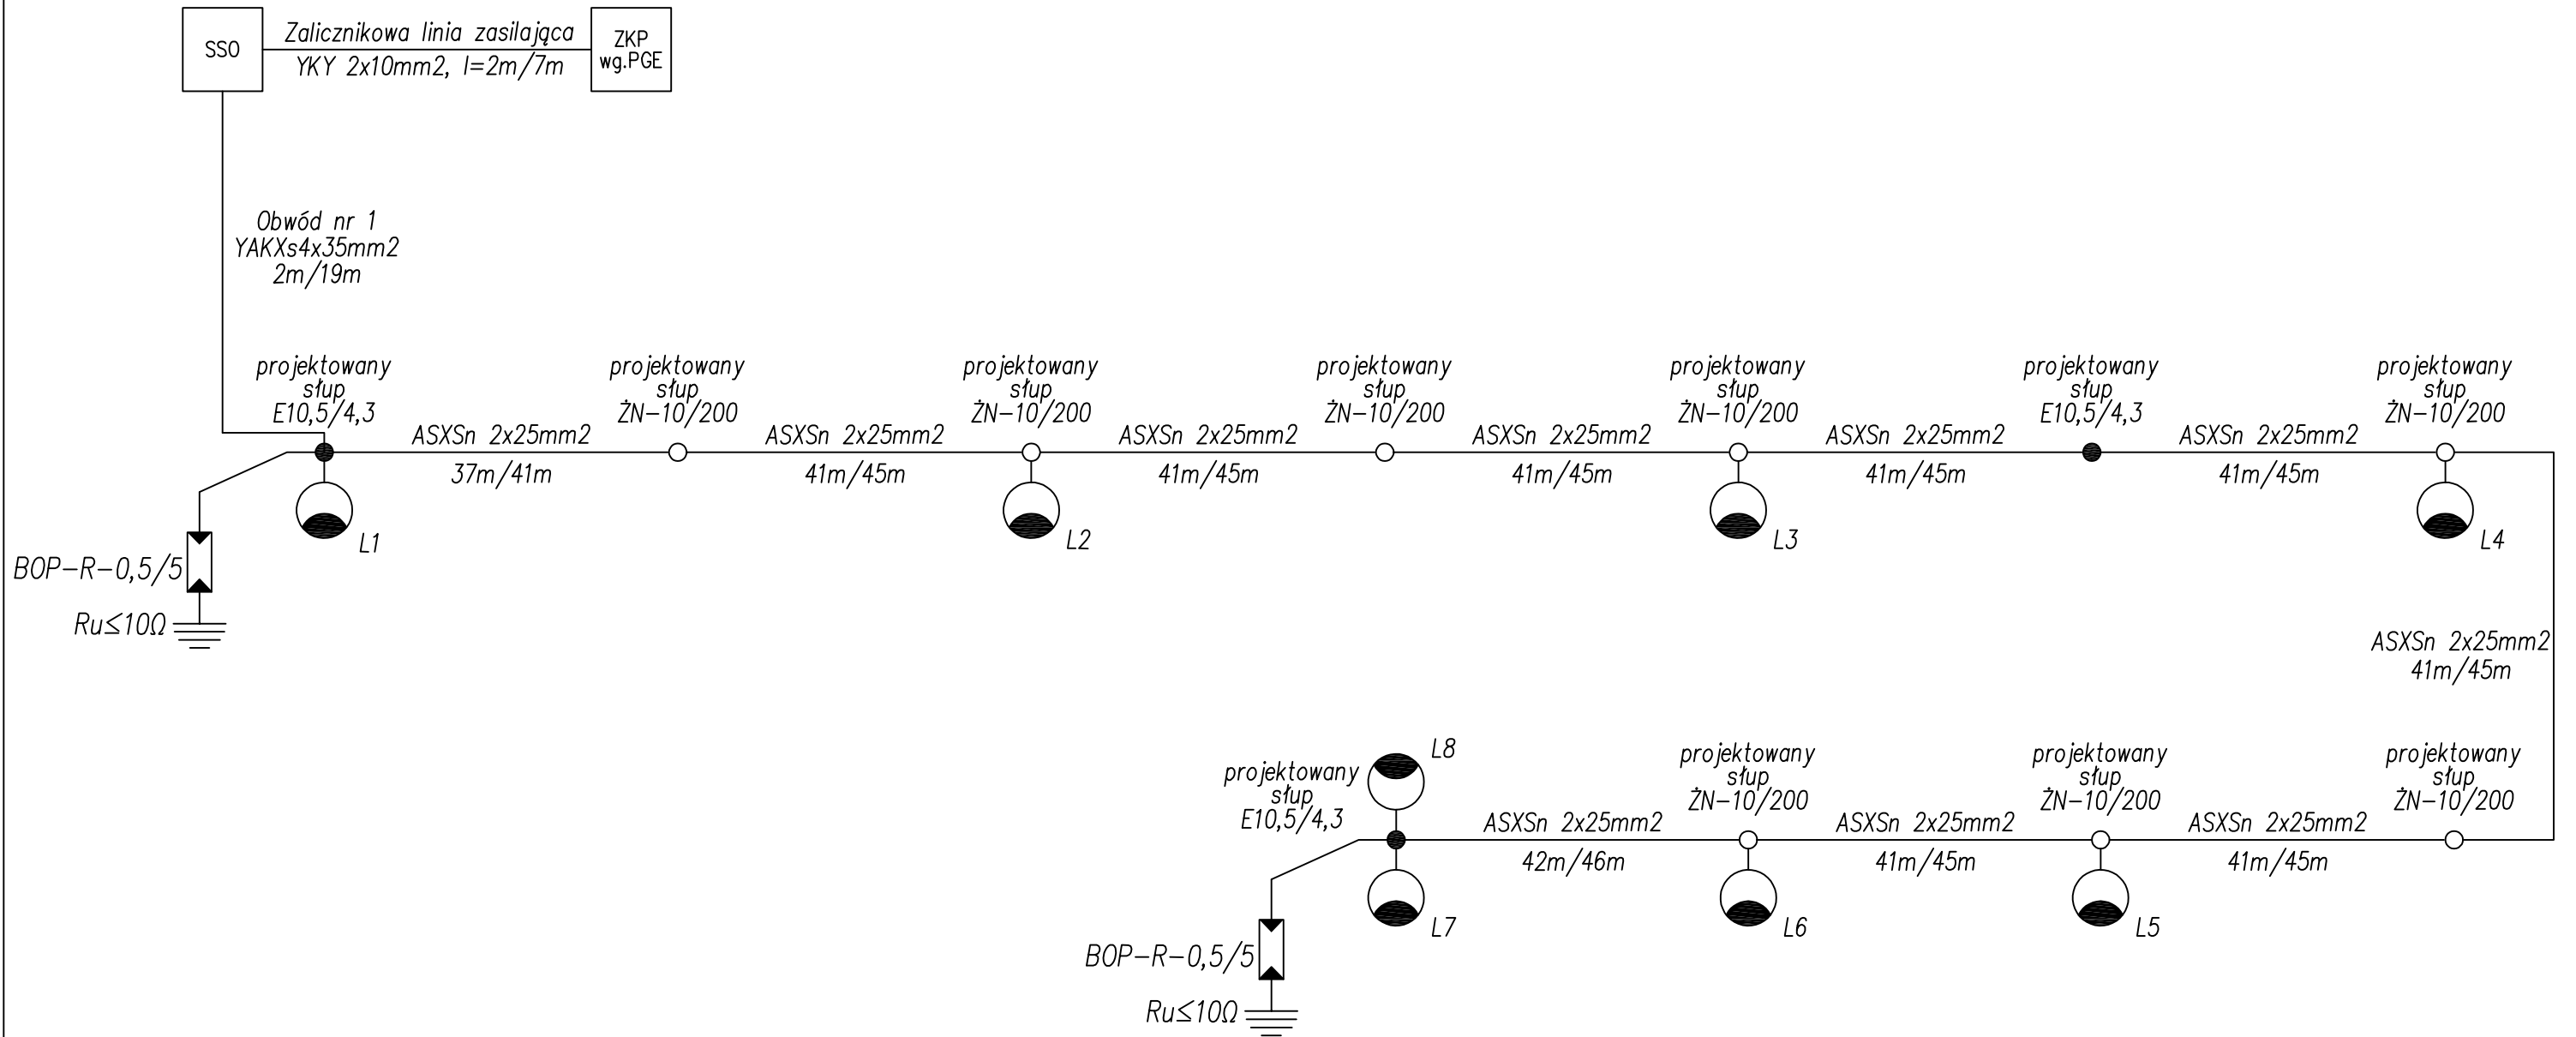 SSO
Zalicznikowa linia zasilająca
YKY 2x10mm2, l=2m/7m
ZKP
wg.PGE
Obwód nr 1
YAKXs4x35mm2
2m/19m
projektowany
słup
E10,5/4,3
projektowany
słup
ŻN-10/200
projektowany
słup
ŻN-10/200
projektowany
słup
ŻN-10/200
projektowany
słup
ŻN-10/200
projektowany
słup
E10,5/4,3
projektowany
słup
ŻN-10/200
ASXSn 2x25mm2
37m/41m
ASXSn 2x25mm2
41m/45m
ASXSn 2x25mm2
41m/45m
ASXSn 2x25mm2
41m/45m
ASXSn 2x25mm2
41m/45m
ASXSn 2x25mm2
41m/45m
L1
L2
L3
L4
BOP-R-0,5/5
Ru≤10Ω
ASXSn 2x25mm2
41m/45m
L8
projektowany
słup
E10,5/4,3
projektowany
słup
ŻN-10/200
projektowany
słup
ŻN-10/200
projektowany
słup
ŻN-10/200
ASXSn 2x25mm2
42m/46m
ASXSn 2x25mm2
41m/45m
ASXSn 2x25mm2
41m/45m
L7
L6
L5
BOP-R-0,5/5
Ru≤10Ω